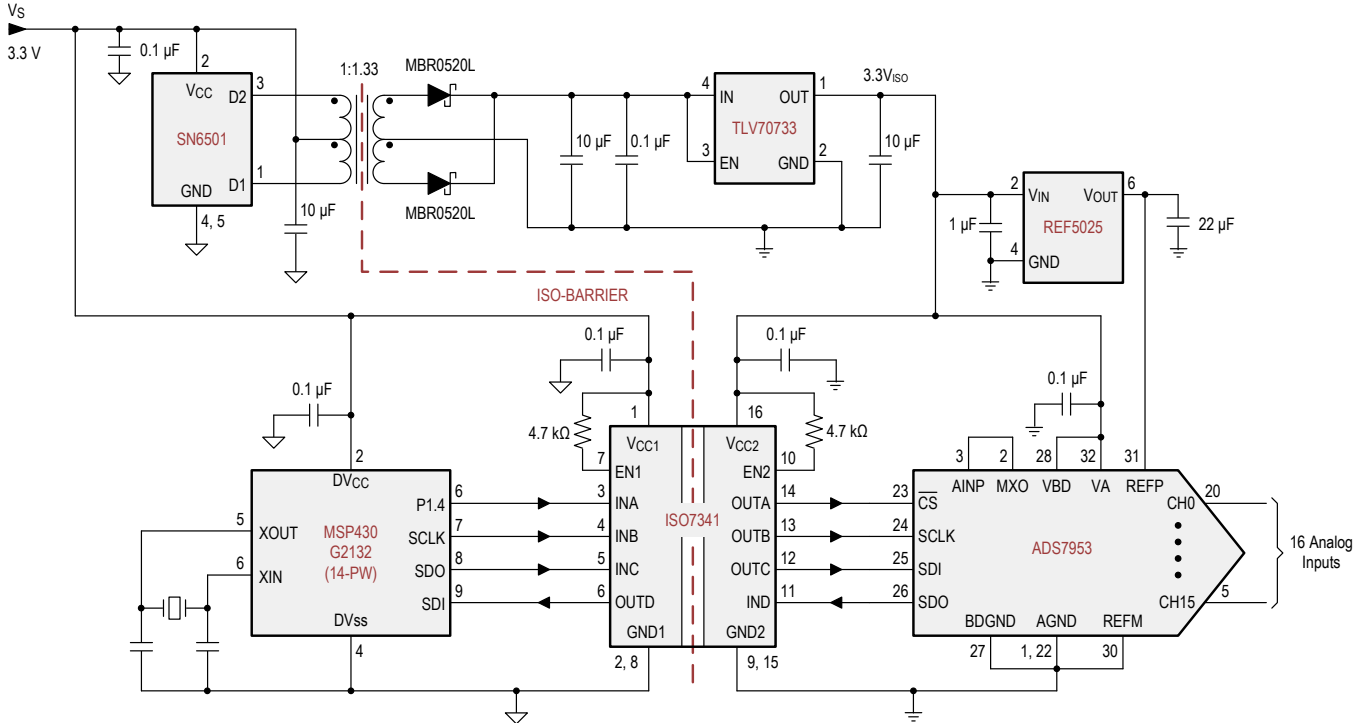 VS
3.3 V
0.1 µF
2
VCC
D2
3
SN6501
D1
1
GND
4, 5
10 µF
1:1.33
MBR0520L
MBR0520L
10 µF
0.1 µF
4
IN
OUT
1
TLV70733
3
EN
GND
2
3.3VISO
10 µF
2
VIN
VOUT
6
1 µF
REF5025
22 µF
4
GND
ISO-BARRIER
0.1 µF
2
DVCC
5
XOUT
MSP430
G2132
(14-PW)
6
XIN
P1.4
6
SCLK
7
SDO
8
SDI
9
DVss
4
0.1 µF
4.7 kΩ
1
VCC1
7
EN1
3
INA
4
INB
5
INC
6
OUTD
GND1
2, 8
ISO7341
0.1 µF
16
4.7 kΩ
VCC2
EN2
10
OUTA
14
OUTB
13
OUTC
12
IND
11
GND2
9, 15
0.1 µF
3
2
28
32
31
AINP
MXO
VBD
VA
REFP
23
CS
24
SCLK
25
SDI
26
SDO
ADS7953
CH0
20
CH15
5
16 Analog
Inputs
BDGND
AGND
REFM
27
1, 22
30